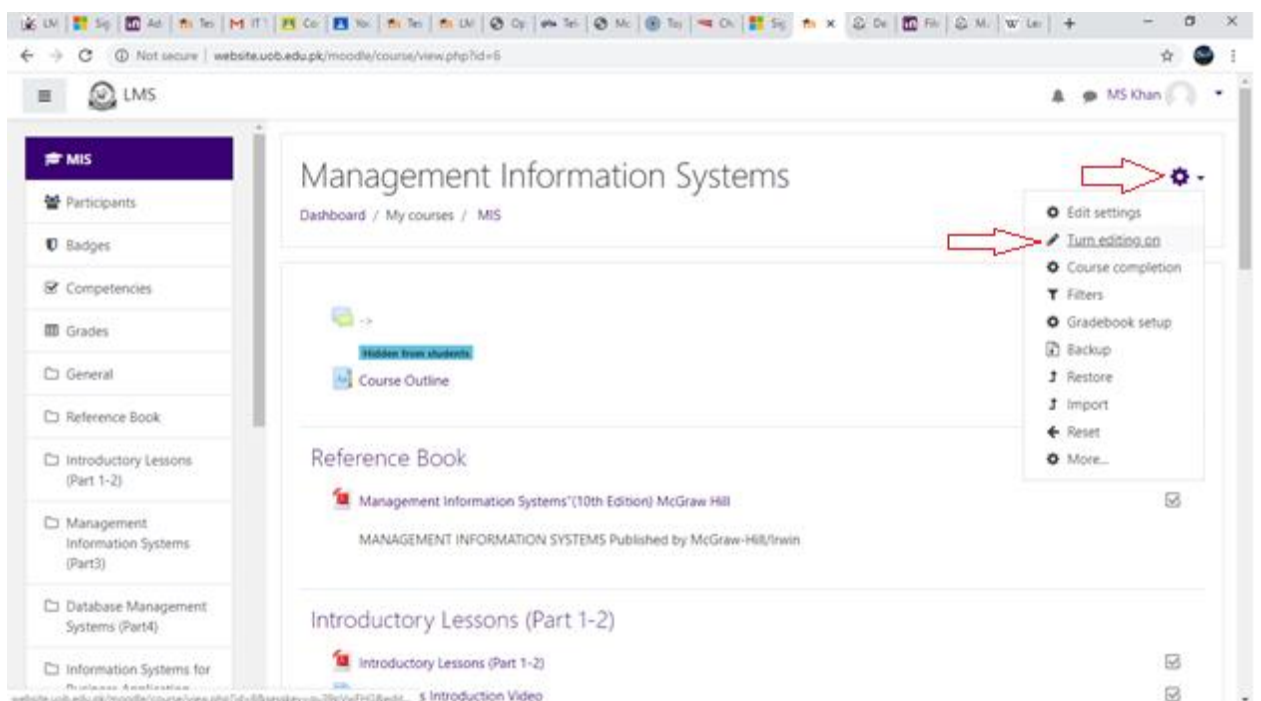 Not secure | website.uob.edu.pk/moodle/course/view.php?id=6
LMS
MS Khan
MIS
Participants
Badges
Competencies
Grades
General
Reference Book
Introductory Lessons
(Part 1-2)
Management
Information Systems
(Part3)
Database Management
Systems (Part4)
Information Systems for
Management Information Systems
Dashboard / My courses / MIS
Edit settings
Turn editing on
Course completion
Filters
Gradebook setup
Backup
Restore
Import
Reset
More...
->
Hidden from students
Course Outline
Reference Book
Management Information Systems"(10th Edition) McGraw Hill
MANAGEMENT INFORMATION SYSTEMS Published by McGraw-Hill/Irwin
Introductory Lessons (Part 1-2)
Introductory Lessons (Part 1-2)
s Introduction Video